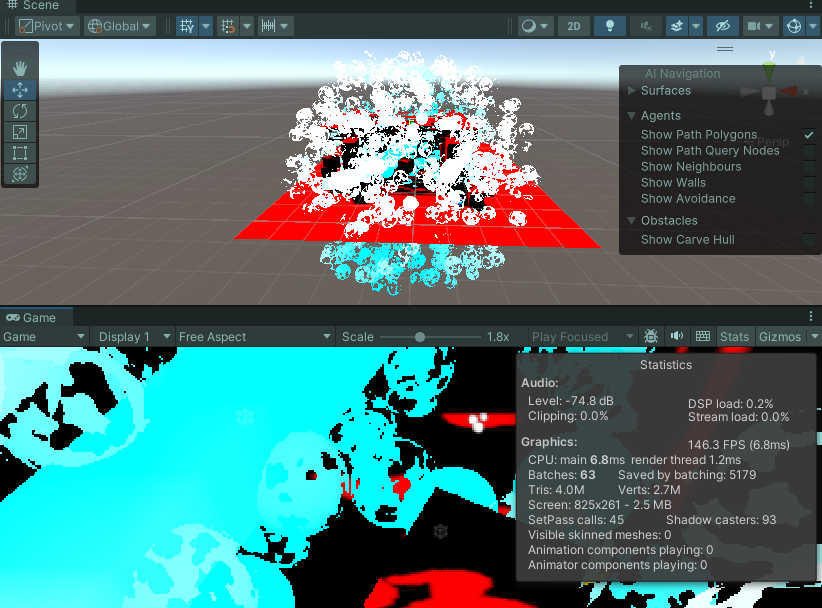 Scene
Pivot
Global
2D
y
x
Persp
AI Navigation
Surfaces
Agents
Show Path Polygons
Show Path Query Nodes
Show Neighbours
Show Walls
Show Avoidance
Obstacles
Show Carve Hull
Game
Game Display 1 Free Aspect Scale 1.8x Play Focused Stats Gizmos
Statistics
Audio:
Level: -74.8 dB DSP load: 0.2%
Clipping: 0.0% Stream load: 0.0%
Graphics: 146.3 FPS (6.8ms)
CPU: main 6.8ms render thread 1.2ms
Batches: 63 Saved by batching: 5179
Tris: 4.0M Verts: 2.7M
Screen: 825x261 - 2.5 MB
SetPass calls: 45 Shadow casters: 93
Visible skinned meshes: 0
Animation components playing: 0
Animator components playing: 0